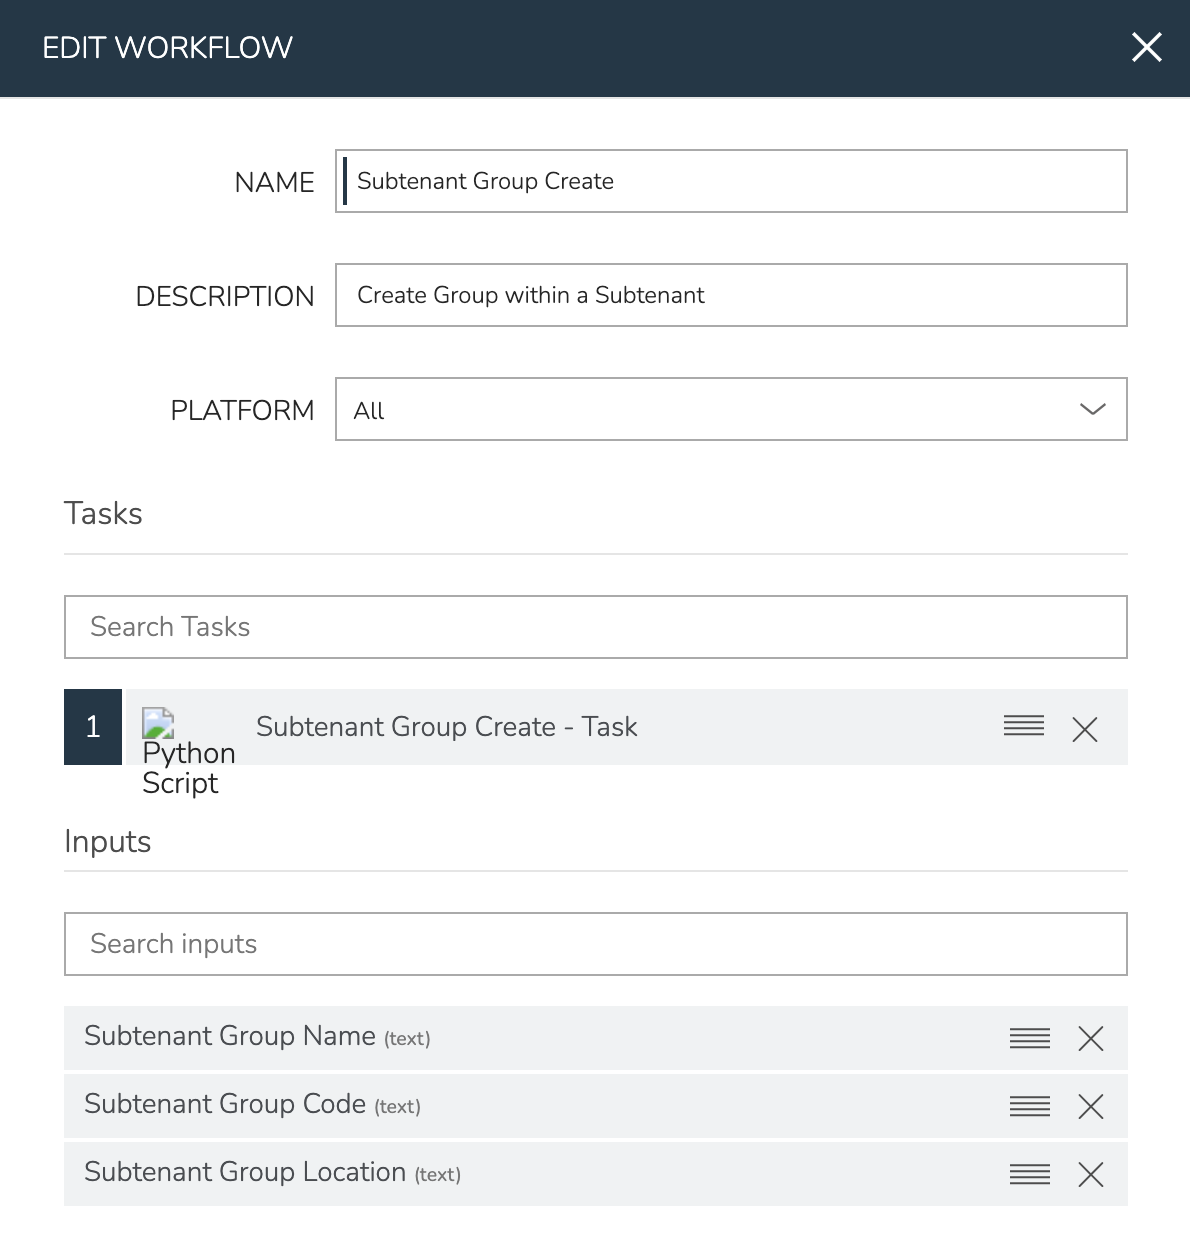 EDIT WORKFLOW
NAME
Subtenant Group Create
DESCRIPTION
Create Group within a Subtenant
PLATFORM
All
Tasks
Search Tasks
1
Python
Script
Subtenant Group Create - Task
Inputs
Search inputs
Subtenant Group Name (text)
Subtenant Group Code (text)
Subtenant Group Location (text)